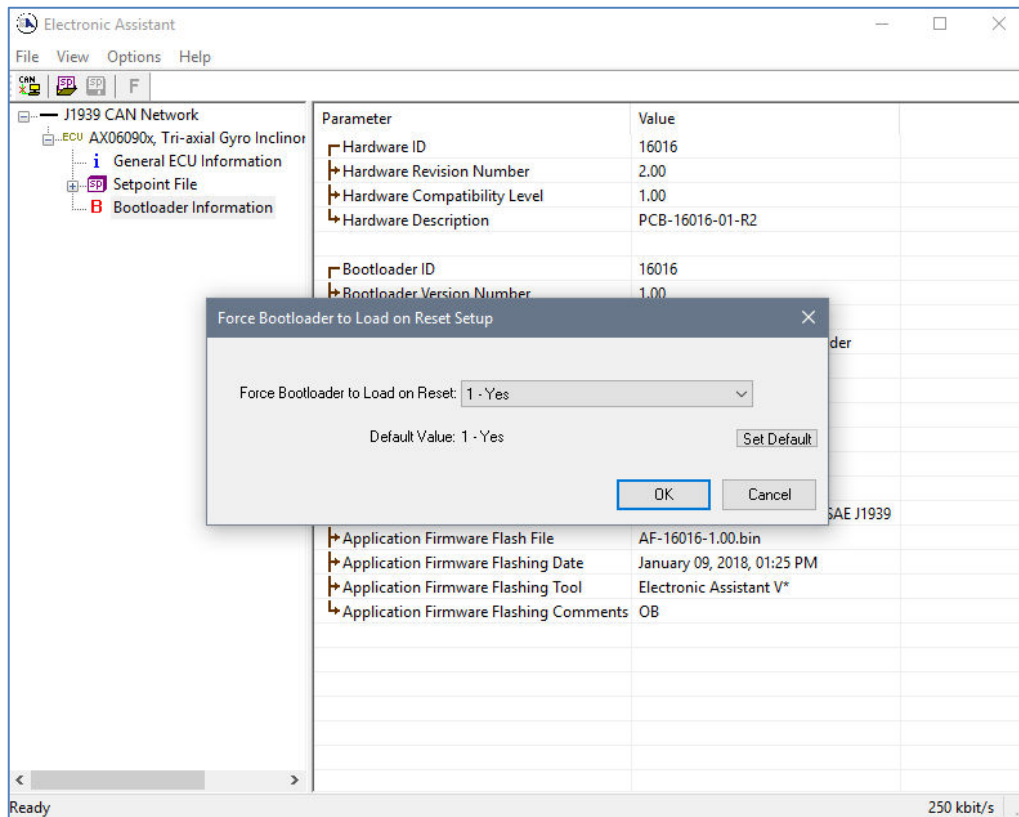 Electronic Assistant
File View Options Help
CAN SP SP F
J1939 CAN Network
ECU AX06090x, Tri-axial Gyro Inclinor
i General ECU Information
SP Setpoint File
B Bootloader Information
Parameter Value
Hardware ID 16016
Hardware Revision Number 2.00
Hardware Compatibility Level 1.00
Hardware Description PCB-16016-01-R2
Bootloader ID 16016
Bootloader Version Number 1.00
der
Force Bootloader to Load on Reset Setup
Force Bootloader to Load on Reset: 1 - Yes
Default Value: 1 - Yes Set Default
OK Cancel
SAE J1939
Application Firmware Flash File AF-16016-1.00.bin
Application Firmware Flashing Date January 09, 2018, 01:25 PM
Application Firmware Flashing Tool Electronic Assistant V*
Application Firmware Flashing Comments OB
Ready 250 kbit/s